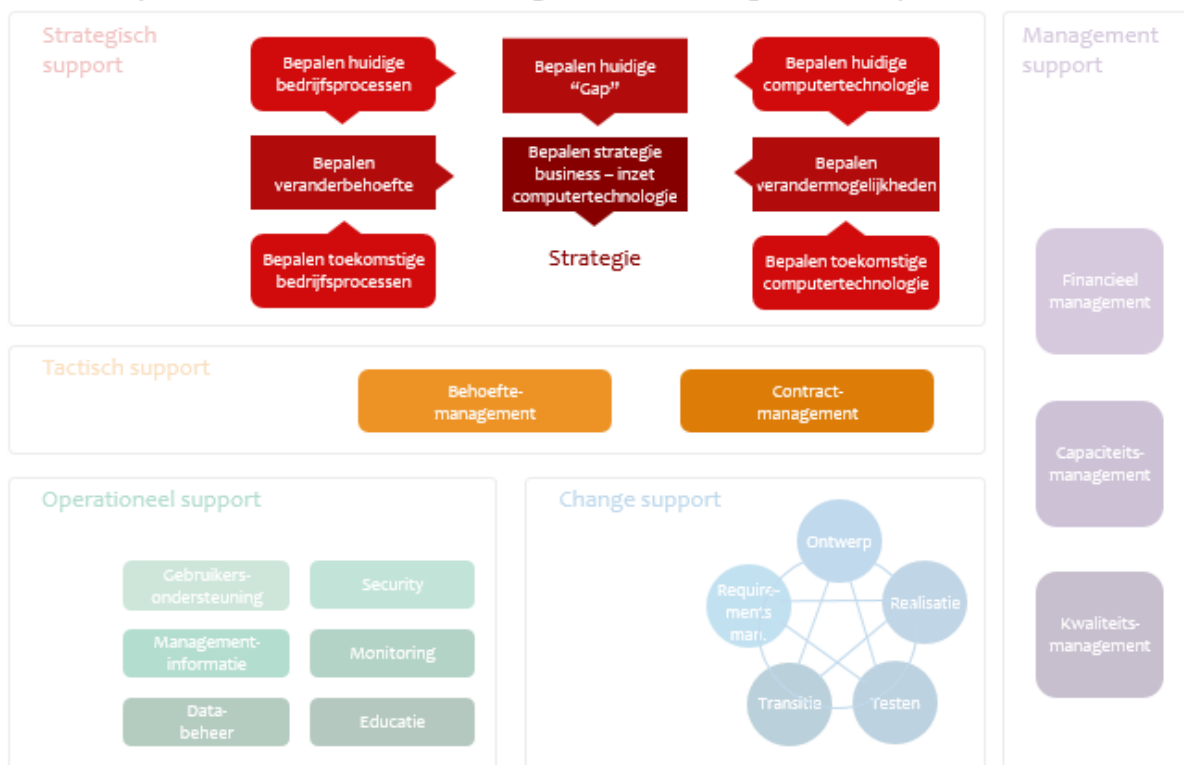 Strategisch
support
Bepalen huidige
bedrijfsprocessen
Bepalen huidige
“Gap”
Bepalen huidige
computertechnologie
Bepalen
veranderbehoefte
Bepalen strategie
business – inzet
computertechnologie
Bepalen
verandermogelijkheden
Bepalen toekomstige
bedrijfsprocessen
Strategie
Bepalen toekomstige
computertechnologie
Management
support
Financieel
management
Capaciteits-
management
Kwaliteits-
management
Tactisch support
Behoefte-
management
Contract-
management
Operationeel support
Gebruikers-
ondersteuning
Security
Management-
informatie
Monitoring
Data-
beheer
Educatie
Change support
Ontwerp
Require-
ments
man.
Realisatie
Transitie
Testen